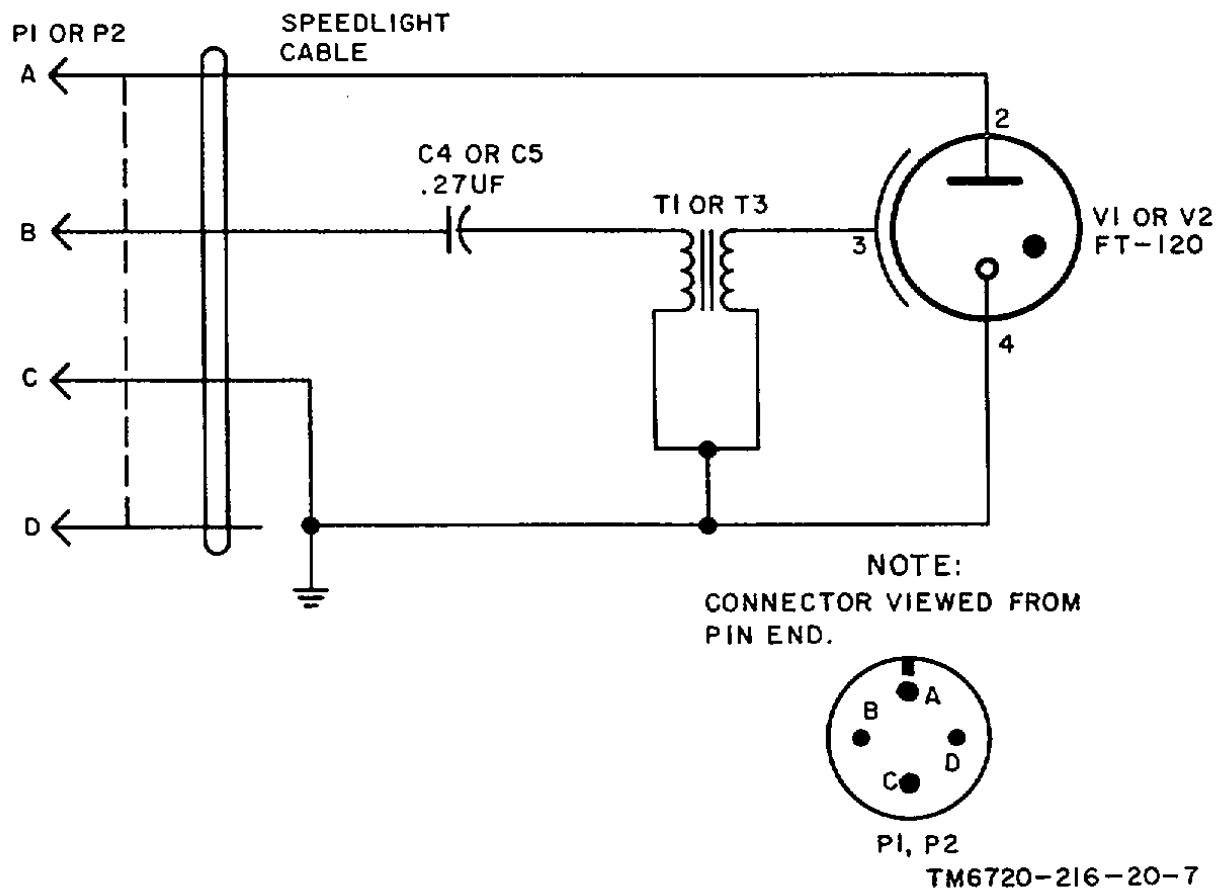 P1 OR P2
SPEEDLIGHT
CABLE
A
B
C
D
C4 OR C5
.27UF
T1 OR T3
2
3
4
V1 OR V2
FT-120
NOTE:
CONNECTOR VIEWED FROM
PIN END.
A
B
D
C
P1, P2
TM6720-216-20-7